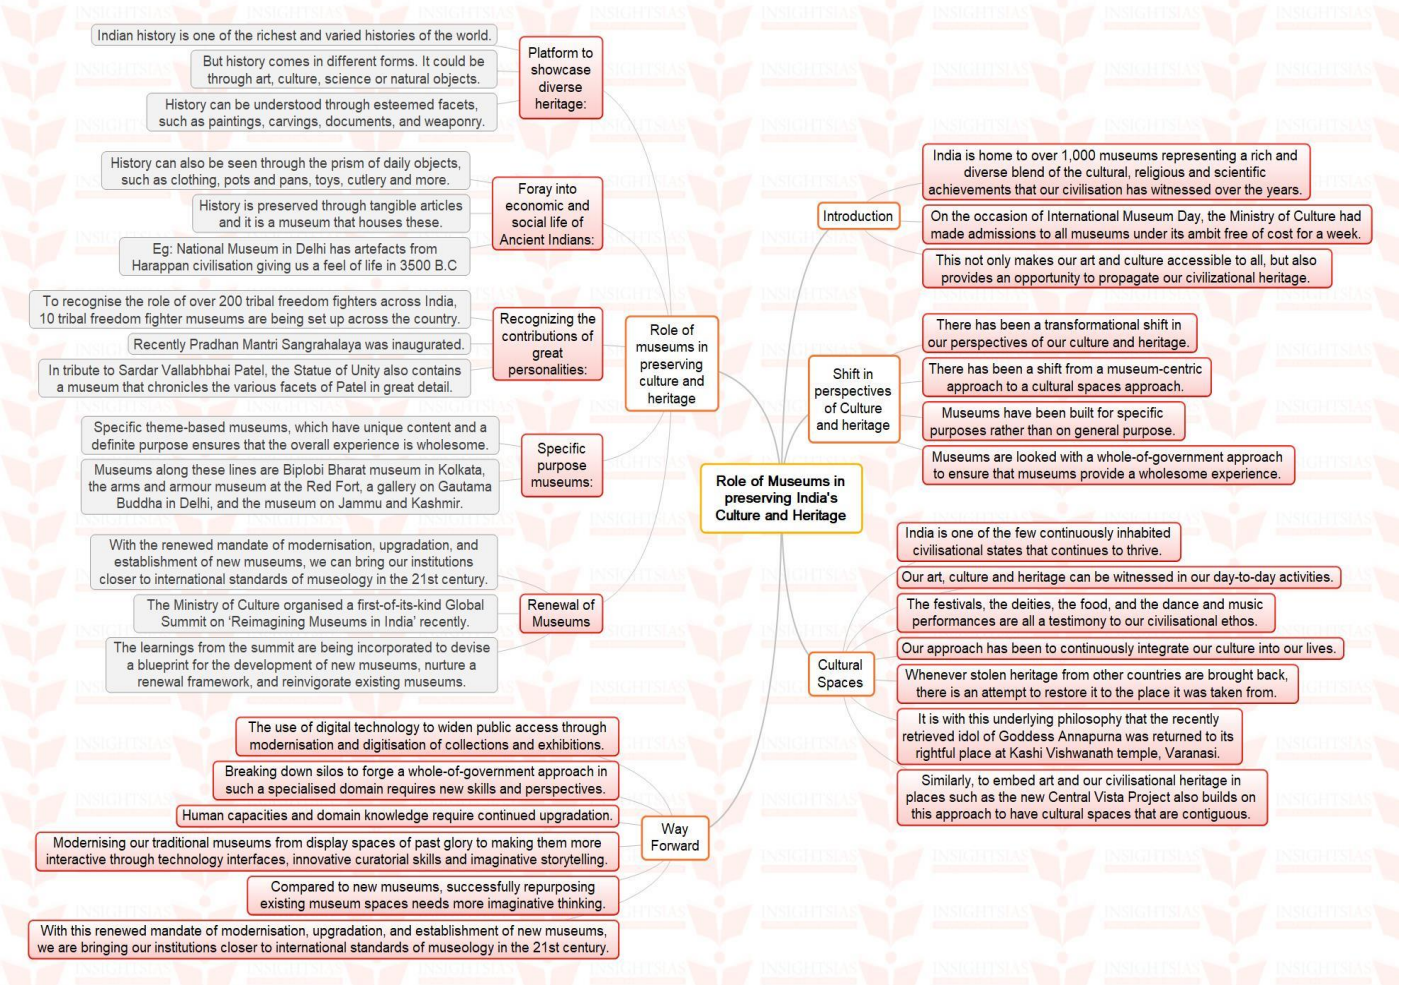 Role of Museums in
preserving India's
Culture and Heritage
Introduction
India is home to over 1,000 museums representing a rich and
diverse blend of the cultural, religious and scientific
achievements that our civilisation has witnessed over the years.
On the occasion of International Museum Day, the Ministry of Culture had
made admissions to all museums under its ambit free of cost for a week.
This not only makes our art and culture accessible to all, but also
provides an opportunity to propagate our civilizational heritage.
Shift in
perspectives
of Culture
and heritage
There has been a transformational shift in
our perspectives of our culture and heritage.
There has been a shift from a museum-centric
approach to a cultural spaces approach.
Museums have been built for specific
purposes rather than on general purpose.
Museums are looked with a whole-of-government approach
to ensure that museums provide a wholesome experience.
Cultural
Spaces
India is one of the few continuously inhabited
civilisational states that continues to thrive.
Our art, culture and heritage can be witnessed in our day-to-day activities.
The festivals, the deities, the food, and the dance and music
performances are all a testimony to our civilisational ethos.
Our approach has been to continuously integrate our culture into our lives.
Whenever stolen heritage from other countries are brought back,
there is an attempt to restore it to the place it was taken from.
It is with this underlying philosophy that the recently
retrieved idol of Goddess Annapurna was returned to its
rightful place at Kashi Vishwanath temple, Varanasi.
Similarly, to embed art and our civilisational heritage in
places such as the new Central Vista Project also builds on
this approach to have cultural spaces that are contiguous.
Role of
museums in
preserving
culture and
heritage
Platform to
showcase
diverse
heritage:
Indian history is one of the richest and varied histories of the world.
But history comes in different forms. It could be
through art, culture, science or natural objects.
History can be understood through esteemed facets,
such as paintings, carvings, documents, and weaponry.
Foray into
economic and
social life of
Ancient Indians:
History can also be seen through the prism of daily objects,
such as clothing, pots and pans, toys, cutlery and more.
History is preserved through tangible articles
and it is a museum that houses these.
Eg: National Museum in Delhi has artefacts from
Harappan civilisation giving us a feel of life in 3500 B.C
Recognizing the
contributions of
great
personalities:
To recognise the role of over 200 tribal freedom fighters across India,
10 tribal freedom fighter museums are being set up across the country.
Recently Pradhan Mantri Sangrahalaya was inaugurated.
In tribute to Sardar Vallabhbhai Patel, the Statue of Unity also contains
a museum that chronicles the various facets of Patel in great detail.
Specific
purpose
museums:
Specific theme-based museums, which have unique content and a
definite purpose ensures that the overall experience is wholesome.
Museums along these lines are Biplobi Bharat museum in Kolkata,
the arms and armour museum at the Red Fort, a gallery on Gautama
Buddha in Delhi, and the museum on Jammu and Kashmir.
Renewal of
Museums
With the renewed mandate of modernisation, upgradation, and
establishment of new museums, we can bring our institutions
closer to international standards of museology in the 21st century.
The Ministry of Culture organised a first-of-its-kind Global
Summit on ‘Reimagining Museums in India’ recently.
The learnings from the summit are being incorporated to devise
a blueprint for the development of new museums, nurture a
renewal framework, and reinvigorate existing museums.
Way
Forward
The use of digital technology to widen public access through
modernisation and digitisation of collections and exhibitions.
Breaking down silos to forge a whole-of-government approach in
such a specialised domain requires new skills and perspectives.
Human capacities and domain knowledge require continued upgradation.
Modernising our traditional museums from display spaces of past glory to making them more
interactive through technology interfaces, innovative curatorial skills and imaginative storytelling.
Compared to new museums, successfully repurposing
existing museum spaces needs more imaginative thinking.
With this renewed mandate of modernisation, upgradation, and establishment of new museums,
we are bringing our institutions closer to international standards of museology in the 21st century.
INSIGHTSIAS